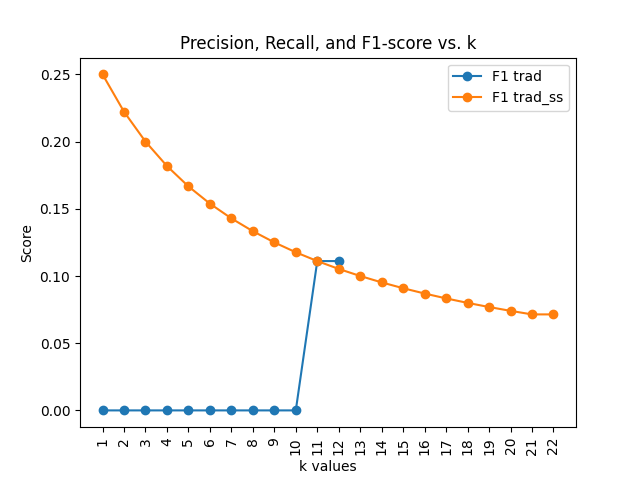 Precision, Recall, and F1-score vs. k
F1 trad
F1 trad_ss
0.25
0.20
0.15
0.10
0.05
0.00
Score
1 2 3 4 5 6 7 8 9 10 11 12 13 14 15 16 17 18 19 20 21 22
k values